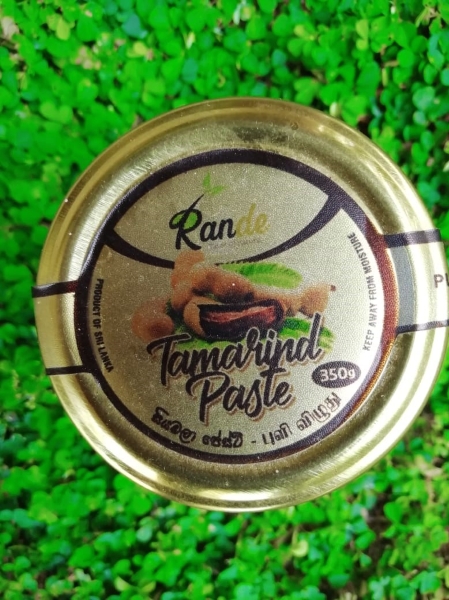 Rande
PRODUCT OF SRI LANKA
KEEP AWAY FROM MOISTURE
Tamarind
Paste
350g
සියඹලා පේස්ට් - புளி விழுது